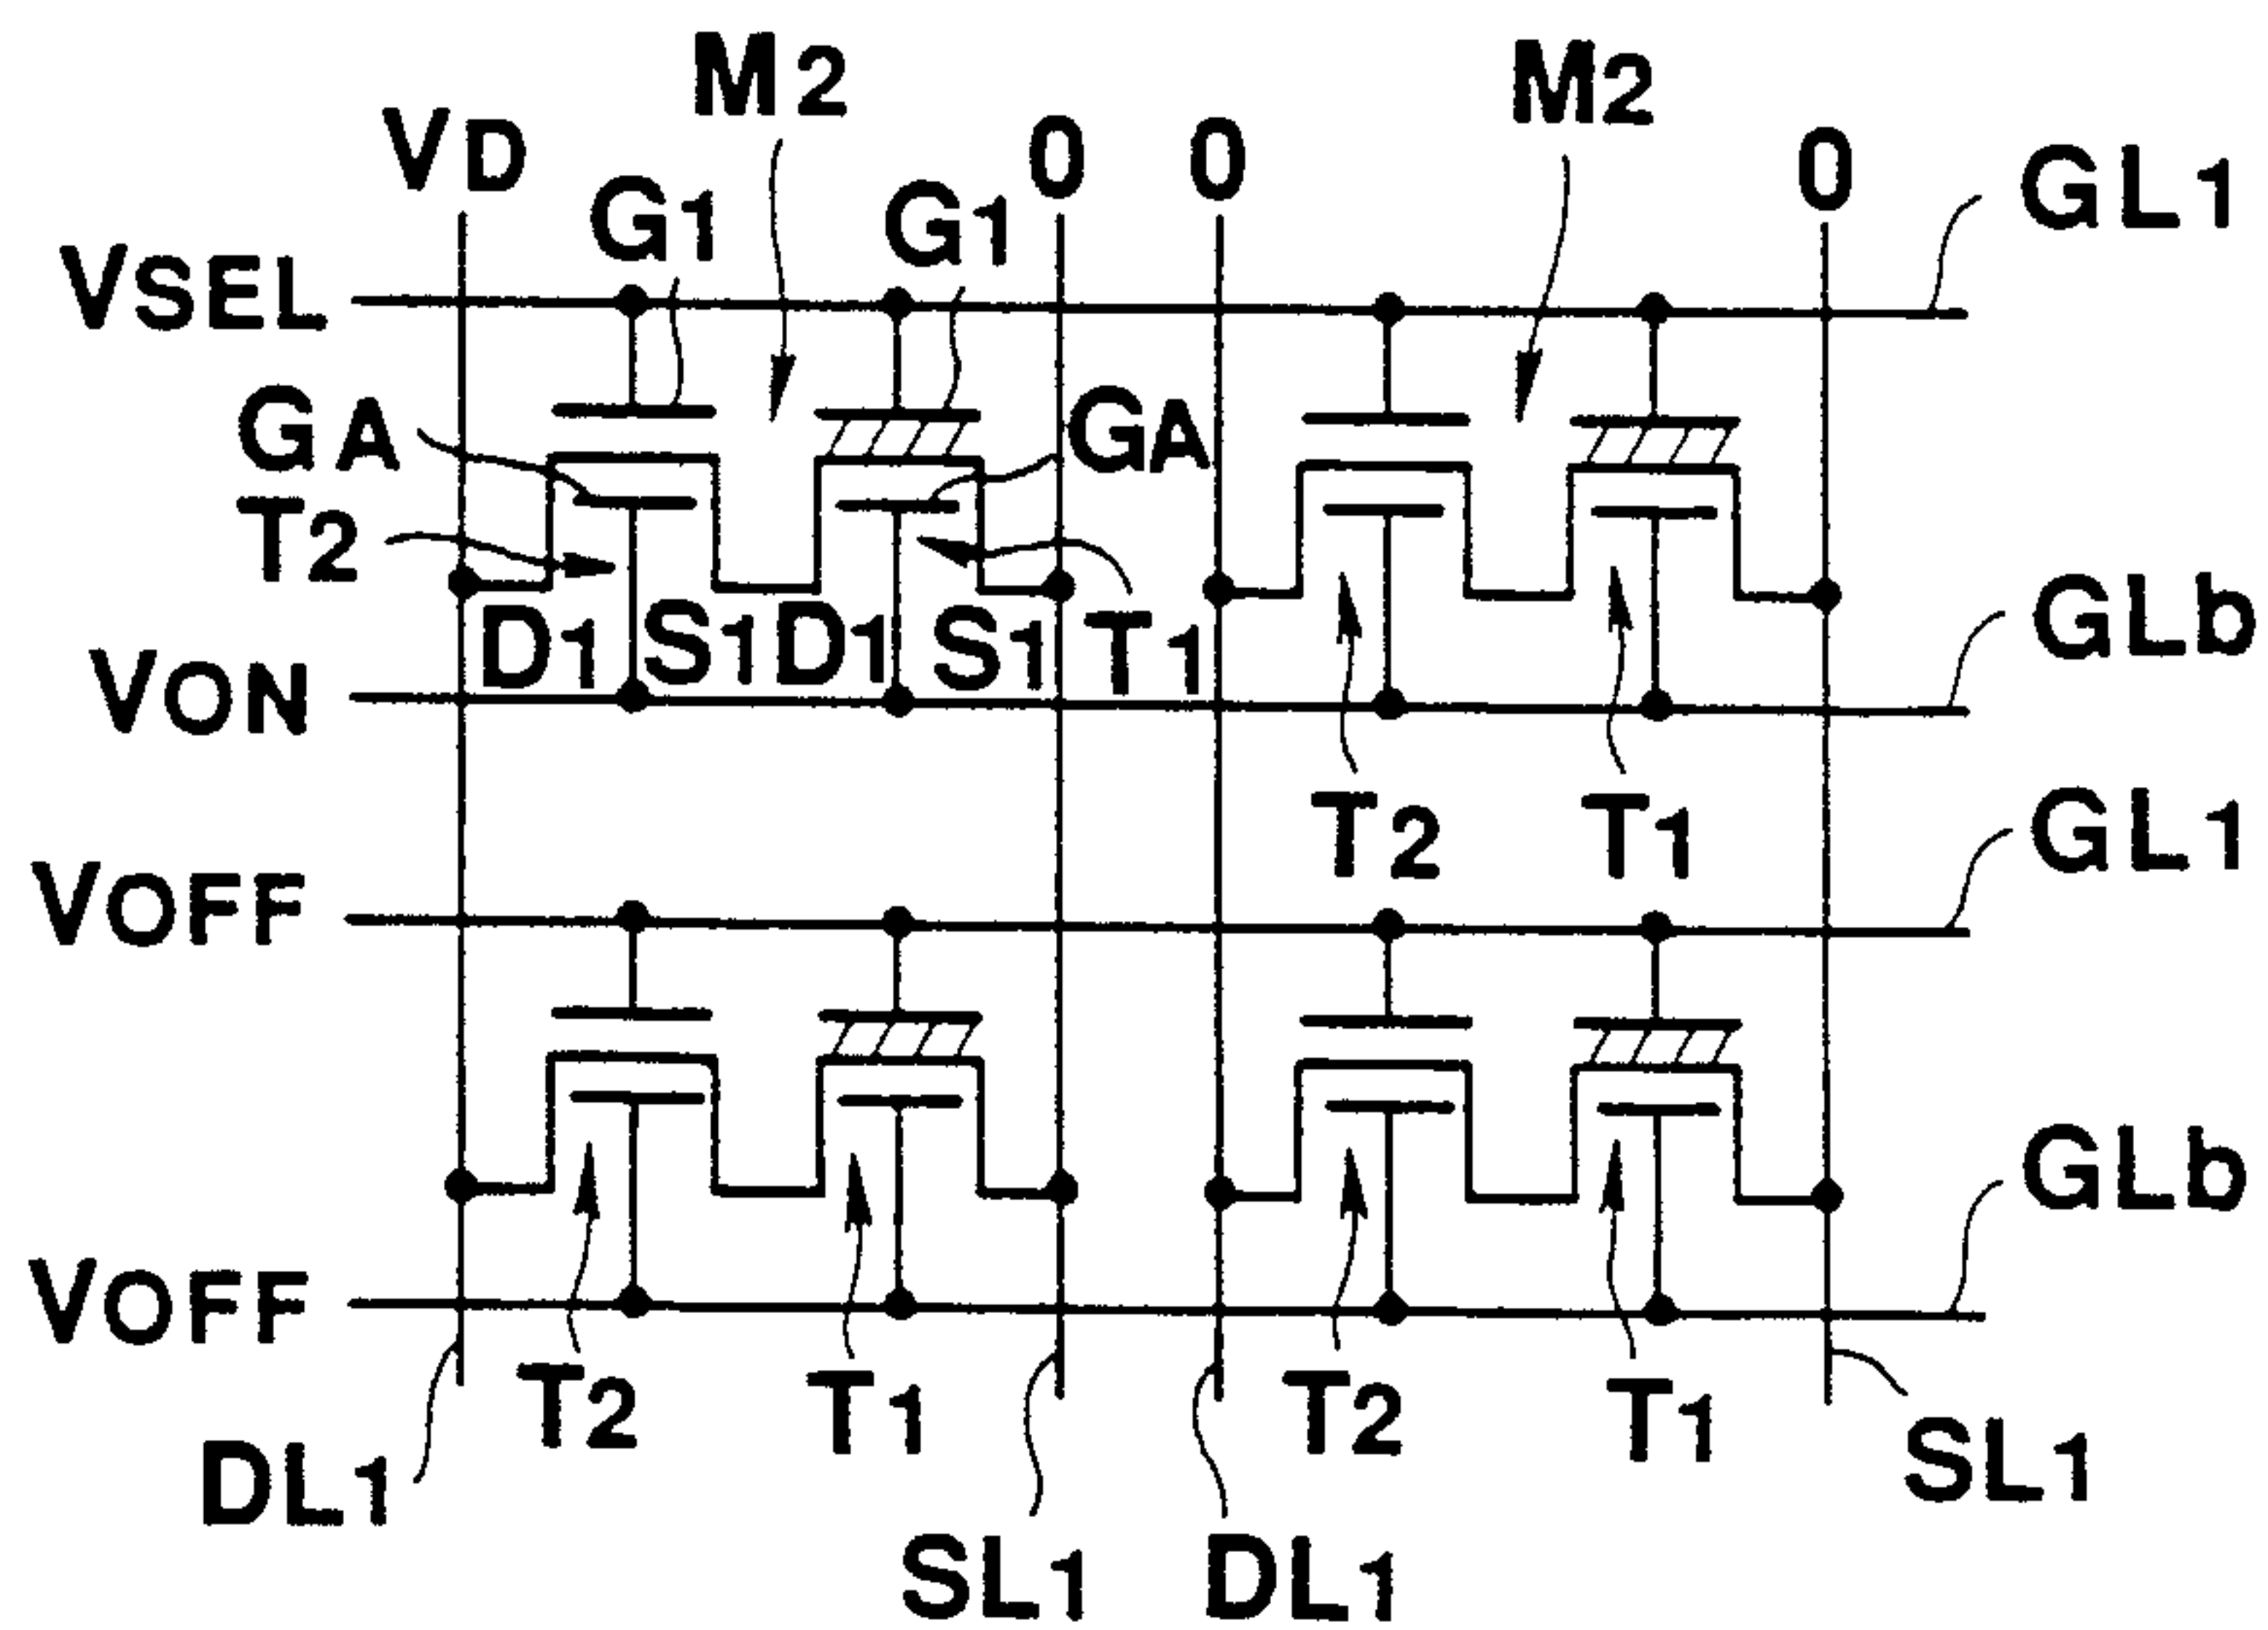 VD M2 0 0 M2 0 GL1
G1 G1
VSEL
GA GA
T2
D1 S1 D1 S1 T1 GLb
VON
T2 T1 GL1
VOFF
GLb
VOFF
T2 T1 T2 T1
DL1 SL1
SL1 DL1